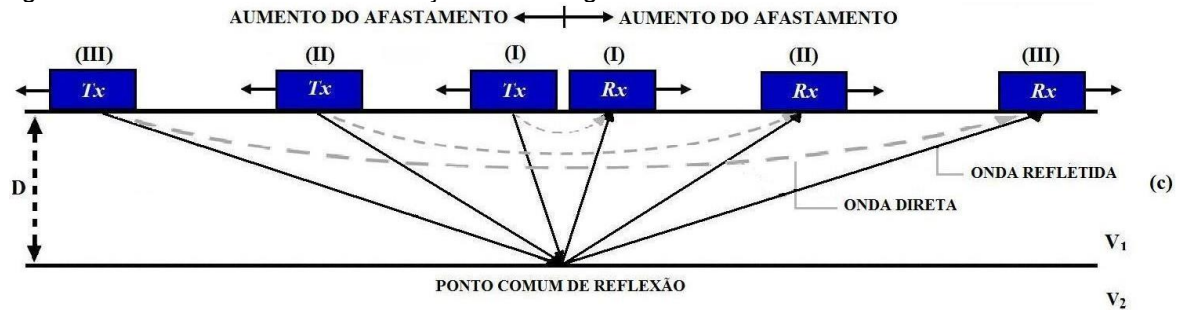 AUMENTO DO AFASTAMENTO AUMENTO DO AFASTAMENTO
(III) (II) (I) (I) (II) (III)
Tx Tx Tx Rx Rx Rx
D
ONDA REFLETIDA
(c)
ONDA DIRETA
V1
PONTO COMUM DE REFLEXÃO
V2